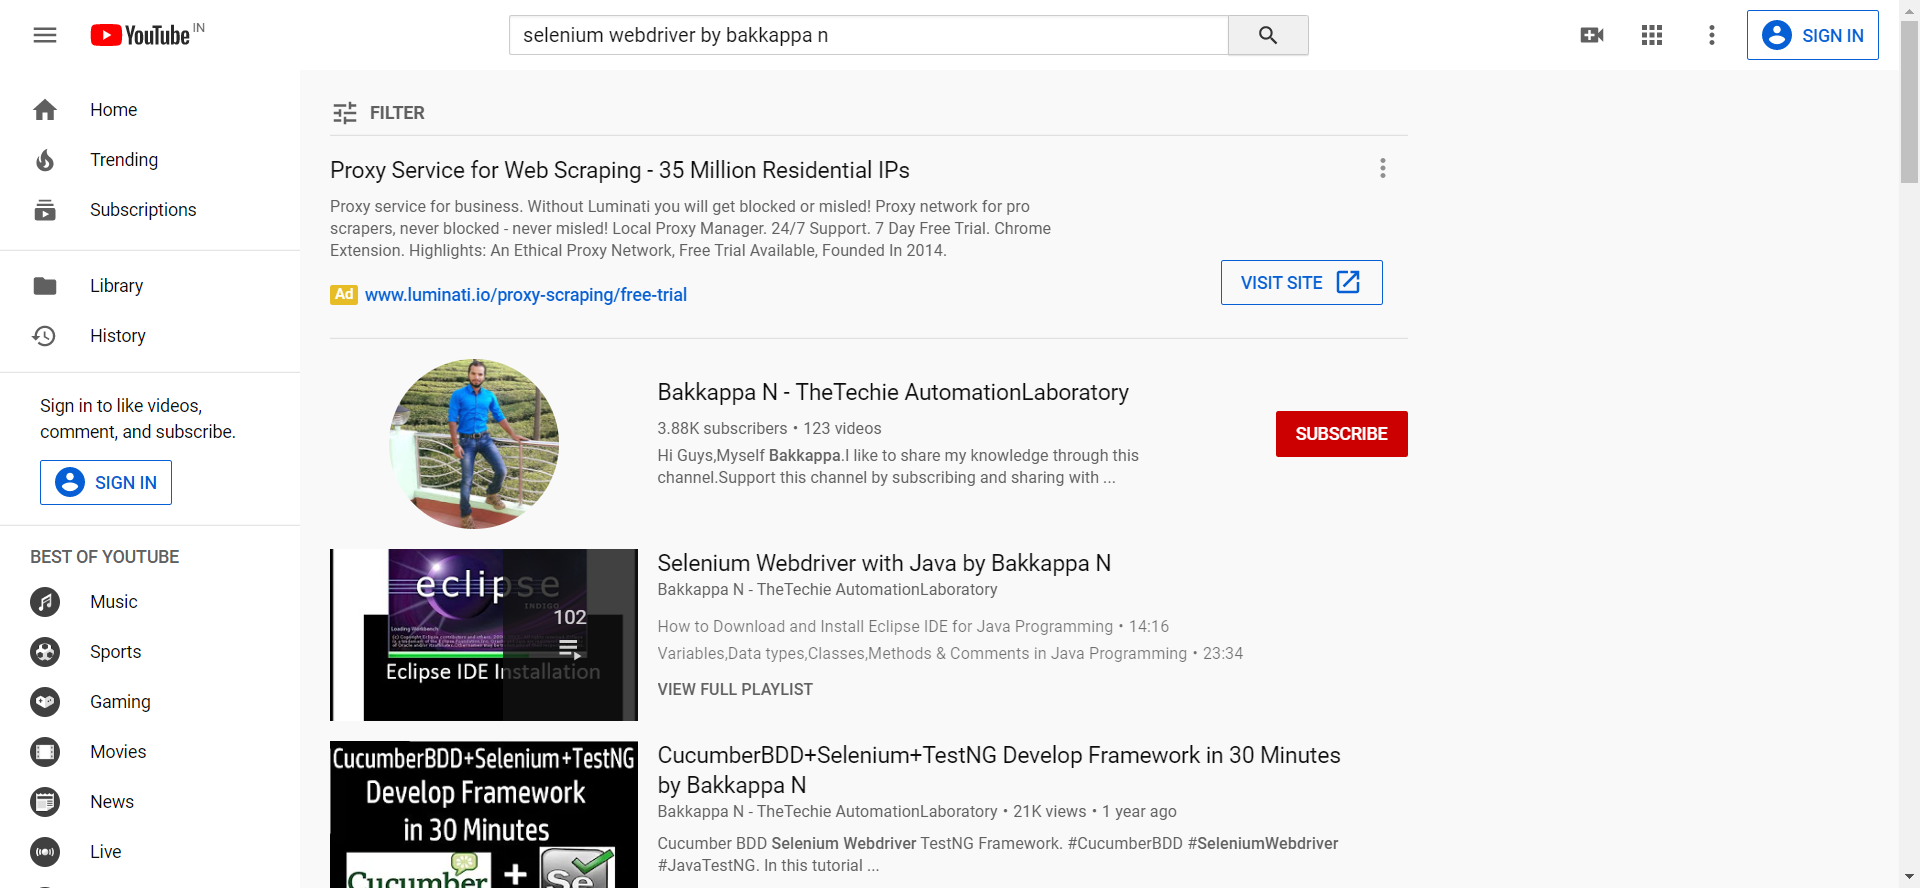 YouTube IN
selenium webdriver by bakkappa n
SIGN IN
Home
Trending
Subscriptions
Library
History
Sign in to like videos,
comment, and subscribe.
SIGN IN
BEST OF YOUTUBE
Music
Sports
Gaming
Movies
News
Live
FILTER
Proxy Service for Web Scraping - 35 Million Residential IPs
Proxy service for business. Without Luminati you will get blocked or misled! Proxy network for pro
scrapers, never blocked - never misled! Local Proxy Manager. 24/7 Support. 7 Day Free Trial. Chrome
Extension. Highlights: An Ethical Proxy Network, Free Trial Available, Founded In 2014.
Ad www.luminati.io/proxy-scraping/free-trial
VISIT SITE
Bakkappa N - TheTechie AutomationLaboratory
3.88K subscribers • 123 videos
Hi Guys,Myself Bakkappa.I like to share my knowledge through this
channel.Support this channel by subscribing and sharing with ...
SUBSCRIBE
eclipse
INDIGO
102
Eclipse IDE Installation
Selenium Webdriver with Java by Bakkappa N
Bakkappa N - TheTechie AutomationLaboratory
How to Download and Install Eclipse IDE for Java Programming • 14:16
Variables,Data types,Classes,Methods & Comments in Java Programming • 23:34
VIEW FULL PLAYLIST
CucumberBDD+Selenium+TestNG
Develop Framework
in 30 Minutes
Cucumber + Se
CucumberBDD+Selenium+TestNG Develop Framework in 30 Minutes
by Bakkappa N
Bakkappa N - TheTechie AutomationLaboratory • 21K views • 1 year ago
Cucumber BDD Selenium Webdriver TestNG Framework. #CucumberBDD #SeleniumWebdriver
#JavaTestNG. In this tutorial ...